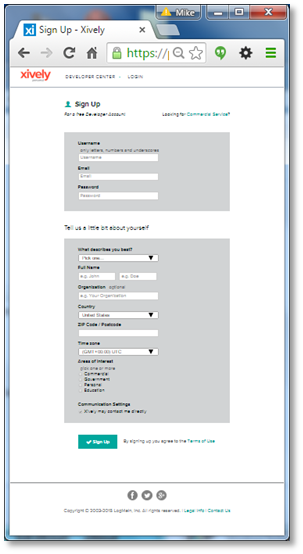 Mike
xi Sign Up - Xively
https://
xively
DEVELOPER CENTER LOGIN
Sign Up
For a free Developer Account
Looking for Commercial Service?
Username
only letters, numbers and underscores
Username
Email
Email
Password
Password
Tell us a little bit about yourself
What describes you best?
Pick one...
Full Name
e.g. John e.g. Doe
Organization optional
e.g. Your Organization
Country
United States
ZIP Code / Postcode
Time zone
(GMT+00:00) UTC
Areas of Interest
pick one or more
Commercial
Government
Personal
Education
Communication Settings
Xively may contact me directly
Sign Up
By signing up you agree to the Terms of Use
Copyright © 2003-2015 LogMeIn, Inc. All rights reserved. | Legal Info | Contact Us